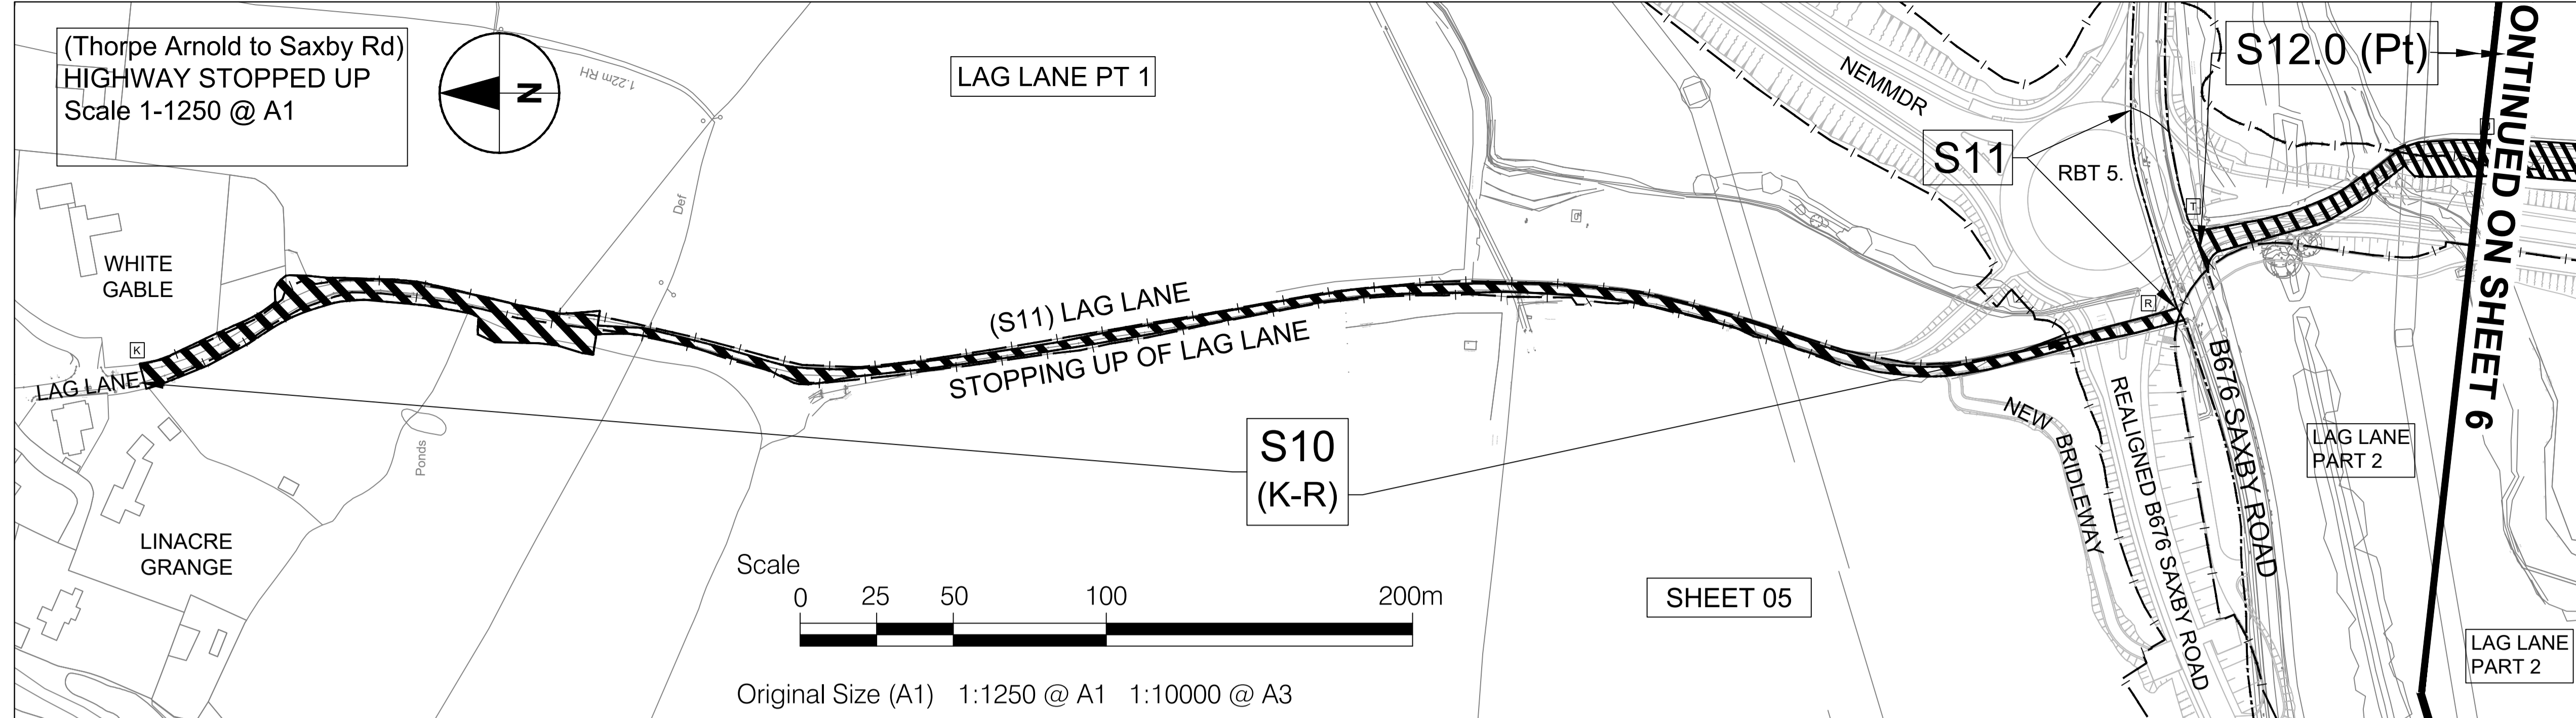 (Thorpe Arnold to Saxby Rd)
HIGHWAY STOPPED UP
Scale 1-1250 @ A1
N
1.22m RH
LAG LANE PT 1
NEMMDR
S12.0 (Pt)
ONTINUED ON SHEET 6
S11
RBT 5.
T
Def
WHITE
GABLE
(S11) LAG LANE
STOPPING UP OF LAG LANE
R
K
LAG LANE
S10
(K-R)
Ponds
NEW BRIDLEWAY
REALIGNED B676 SAXBY ROAD
B676 SAXBY ROAD
LAG LANE
PART 2
LINACRE
GRANGE
Scale
0 25 50 100 200m
SHEET 05
LAG LANE
PART 2
Original Size (A1) 1:1250 @ A1 1:10000 @ A3